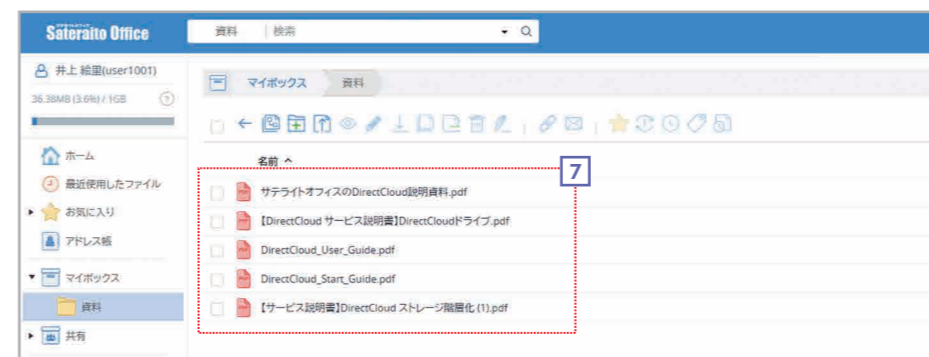 Sateraito Office
資料 検索
井上 絵里(user1001)
36.38MB (3.6%) / 1GB
マイボックス 資料
ホーム
最近使用したファイル
お気に入り
アドレス帳
マイボックス
資料
共有
名前
7
サテライトオフィスのDirectCloud説明資料.pdf
【DirectCloud サービス説明書】DirectCloudドライブ.pdf
DirectCloud_User_Guide.pdf
DirectCloud_Start_Guide.pdf
【サービス説明書】DirectCloud ストレージ階層化 (1).pdf